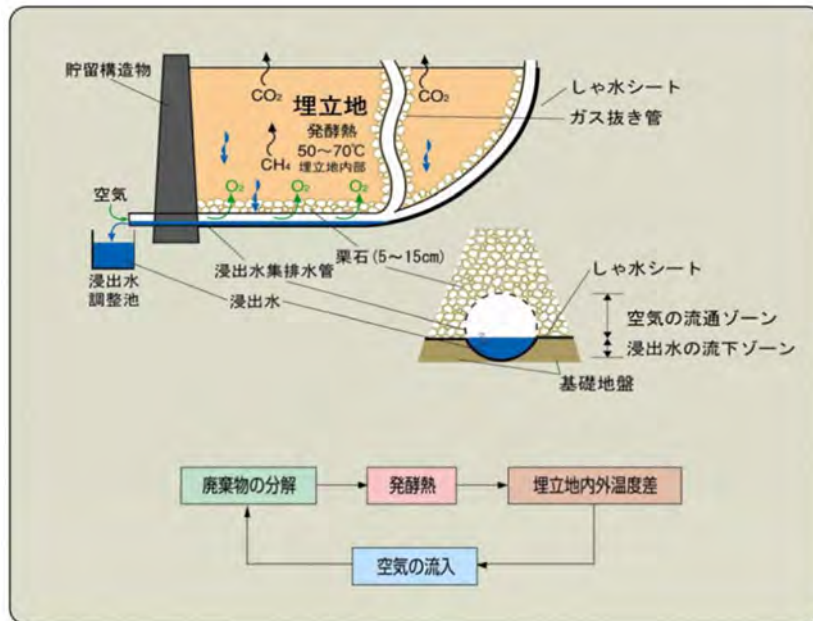 貯留構造物
CO₂
CO₂
しゃ水シート
埋立地
ガス抜き管
発酵熱
50～70℃
CH₄
埋立地内部
O₂
O₂
O₂
空気
栗石(5～15cm)
浸出水集排水管
しゃ水シート
浸出水
調整池
浸出水
空気の流通ゾーン
浸出水の流下ゾーン
基礎地盤
廃棄物の分解
発酵熱
埋立地内外温度差
空気の流入